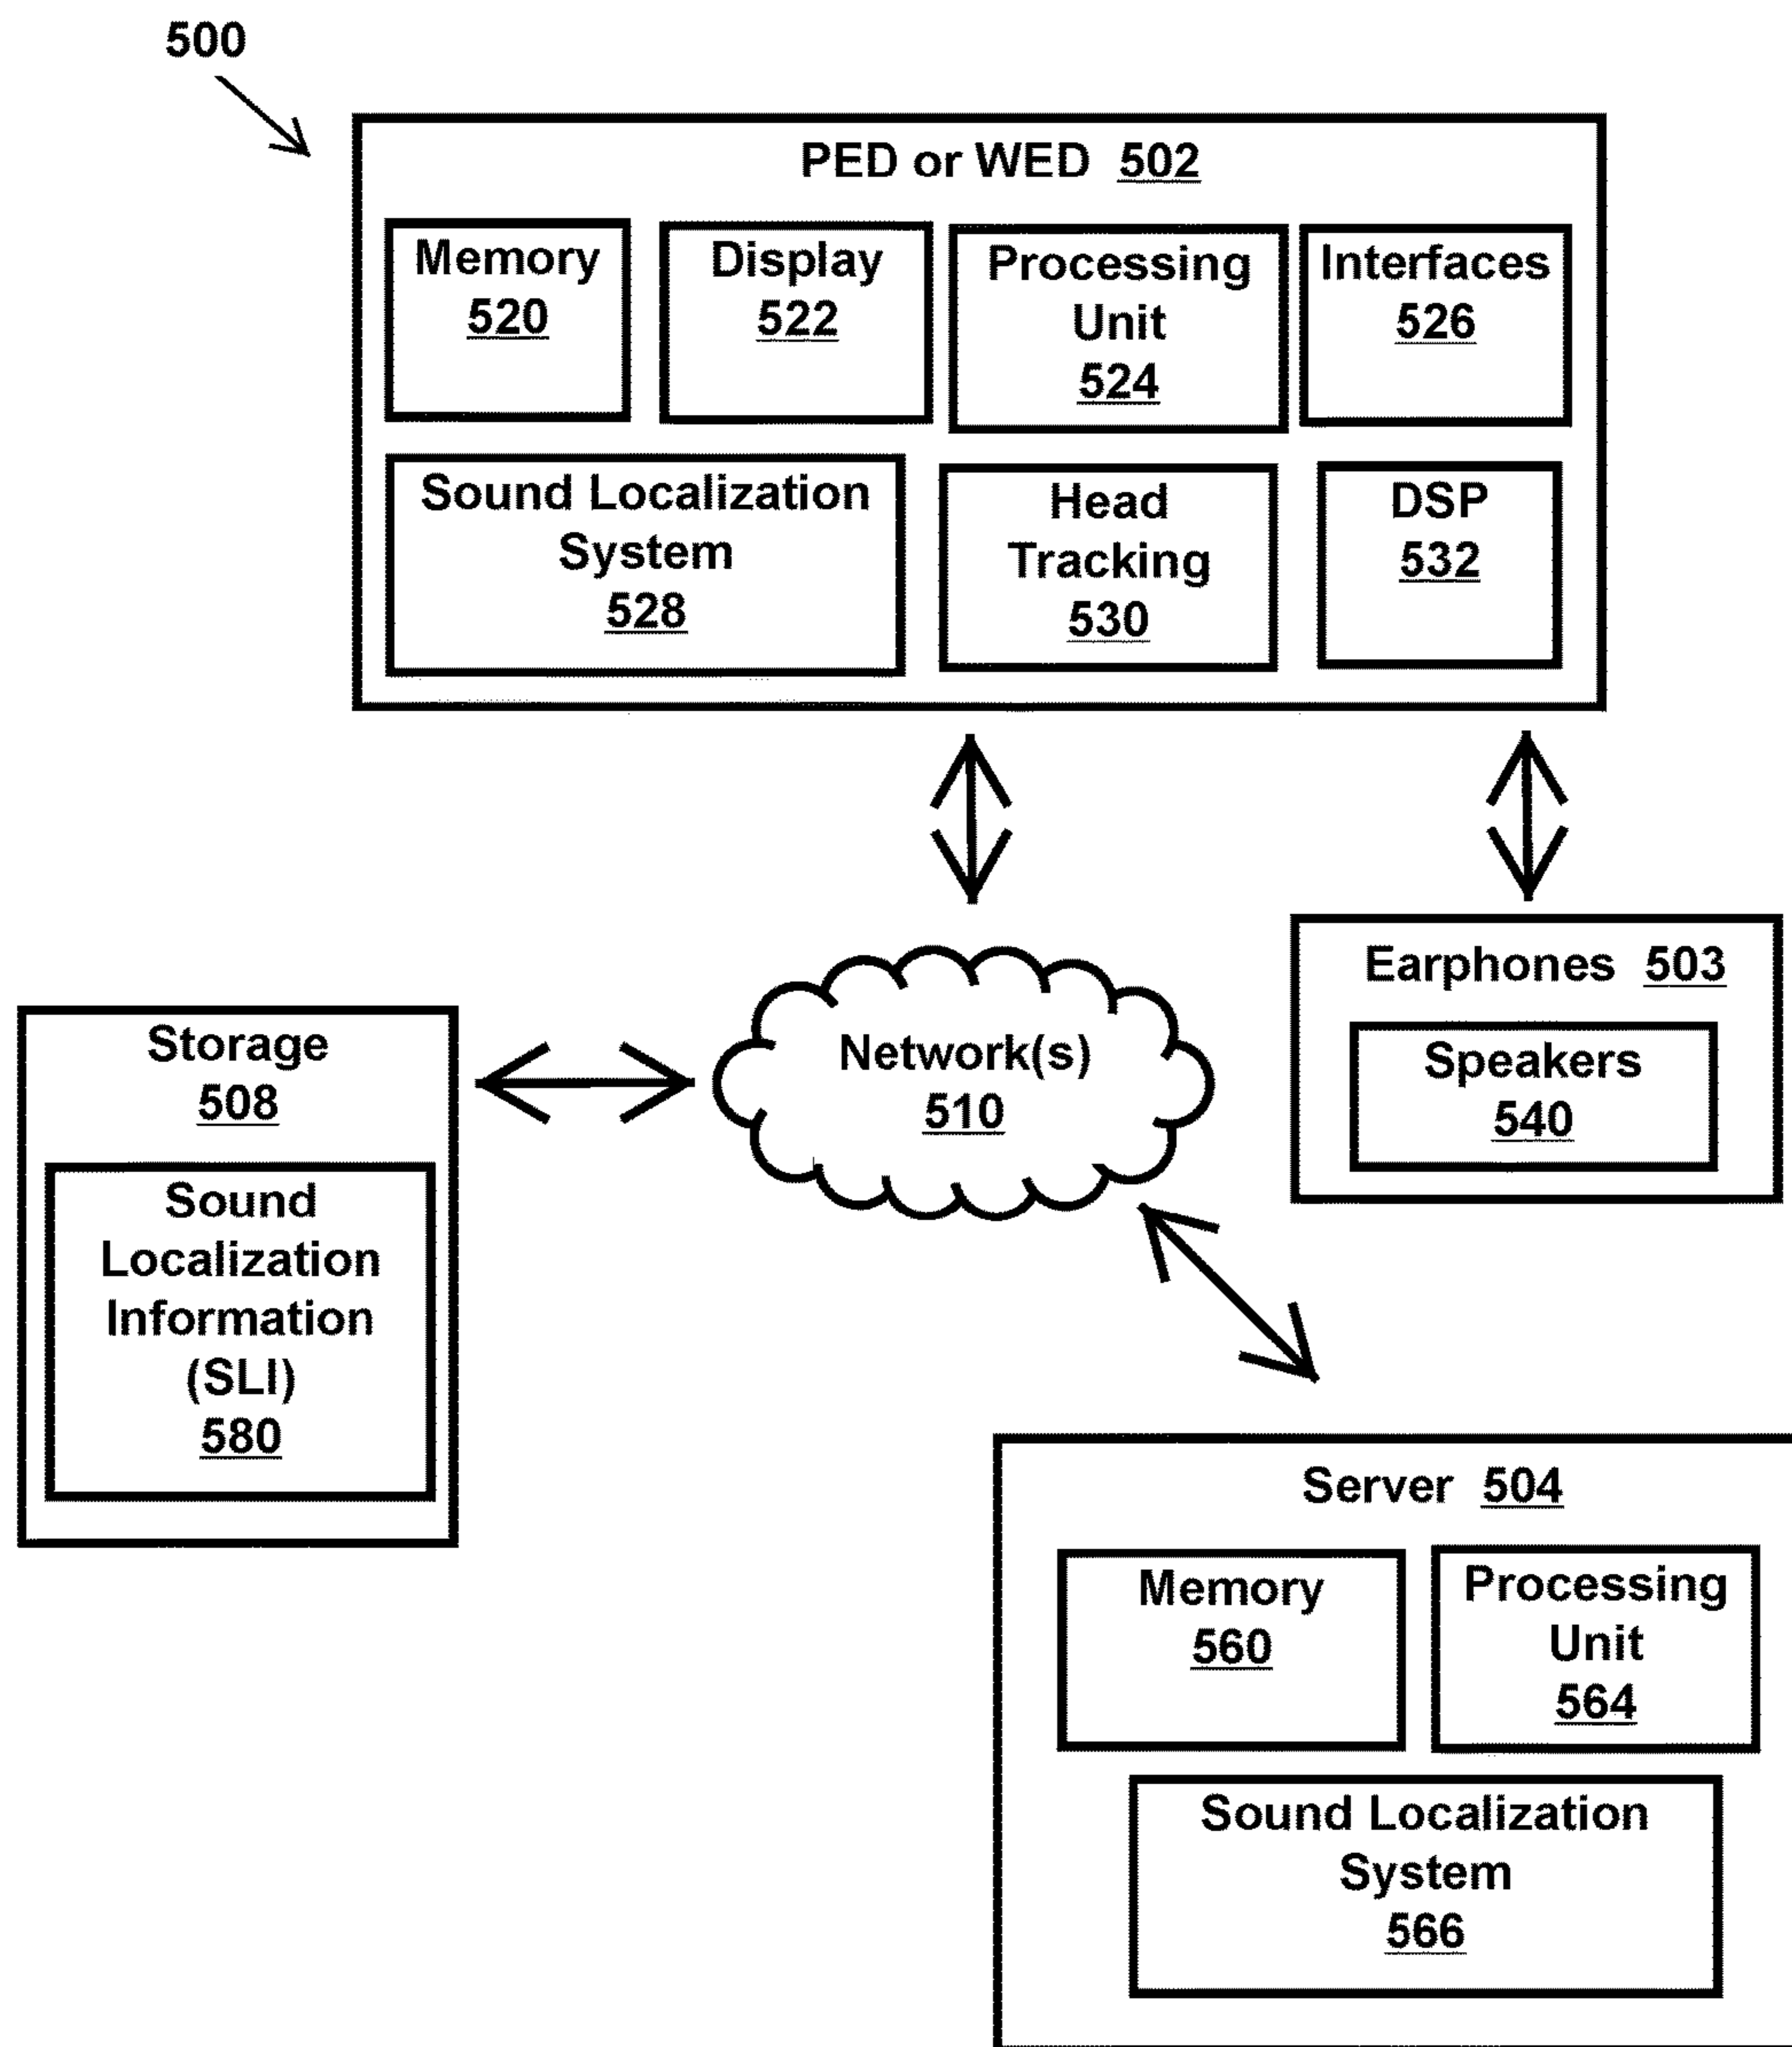 500
PED or WED 502
Memory
520
Display
522
Processing
Unit
524
Interfaces
526
Sound Localization
System
528
Head
Tracking
530
DSP
532
Network(s)
510
Earphones 503
Speakers
540
Storage
508
Sound
Localization
Information
(SLI)
580
Server 504
Memory
560
Processing
Unit
564
Sound Localization
System
566